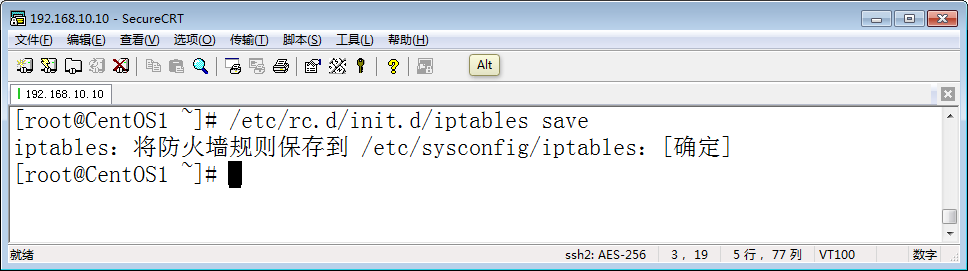 192.168.10.10 - SecureCRT
文件(F) 编辑(E) 查看(V) 选项(O) 传输(T) 脚本(S) 工具(L) 帮助(H)
Alt
192.168.10.10
[root@CentOS1 ~]# /etc/rc.d/init.d/iptables save
iptables：将防火墙规则保存到 /etc/sysconfig/iptables：[确定]
[root@CentOS1 ~]#
就绪 ssh2: AES-256 3, 19 5 行, 77 列 VT100 数字